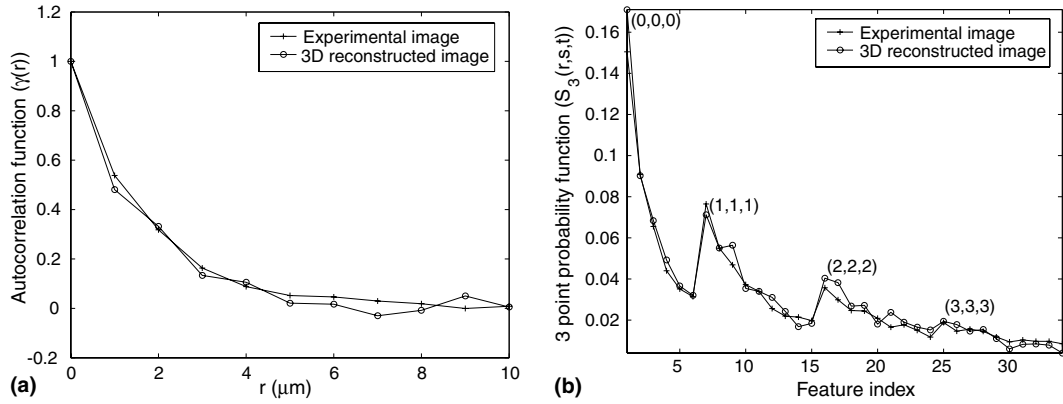 1.2
1
0.8
0.6
0.4
0.2
0
-0.2
Autocorrelation function (γ(r))
Experimental image
3D reconstructed image
0 2 4 6 8 10
r (μm)
(a)
0.16
0.14
0.12
0.1
0.08
0.06
0.04
0.02
3 point probability function (S_3(r,s,t))
(0,0,0)
Experimental image
3D reconstructed image
(1,1,1)
(2,2,2)
(3,3,3)
5 10 15 20 25 30
Feature index
(b)